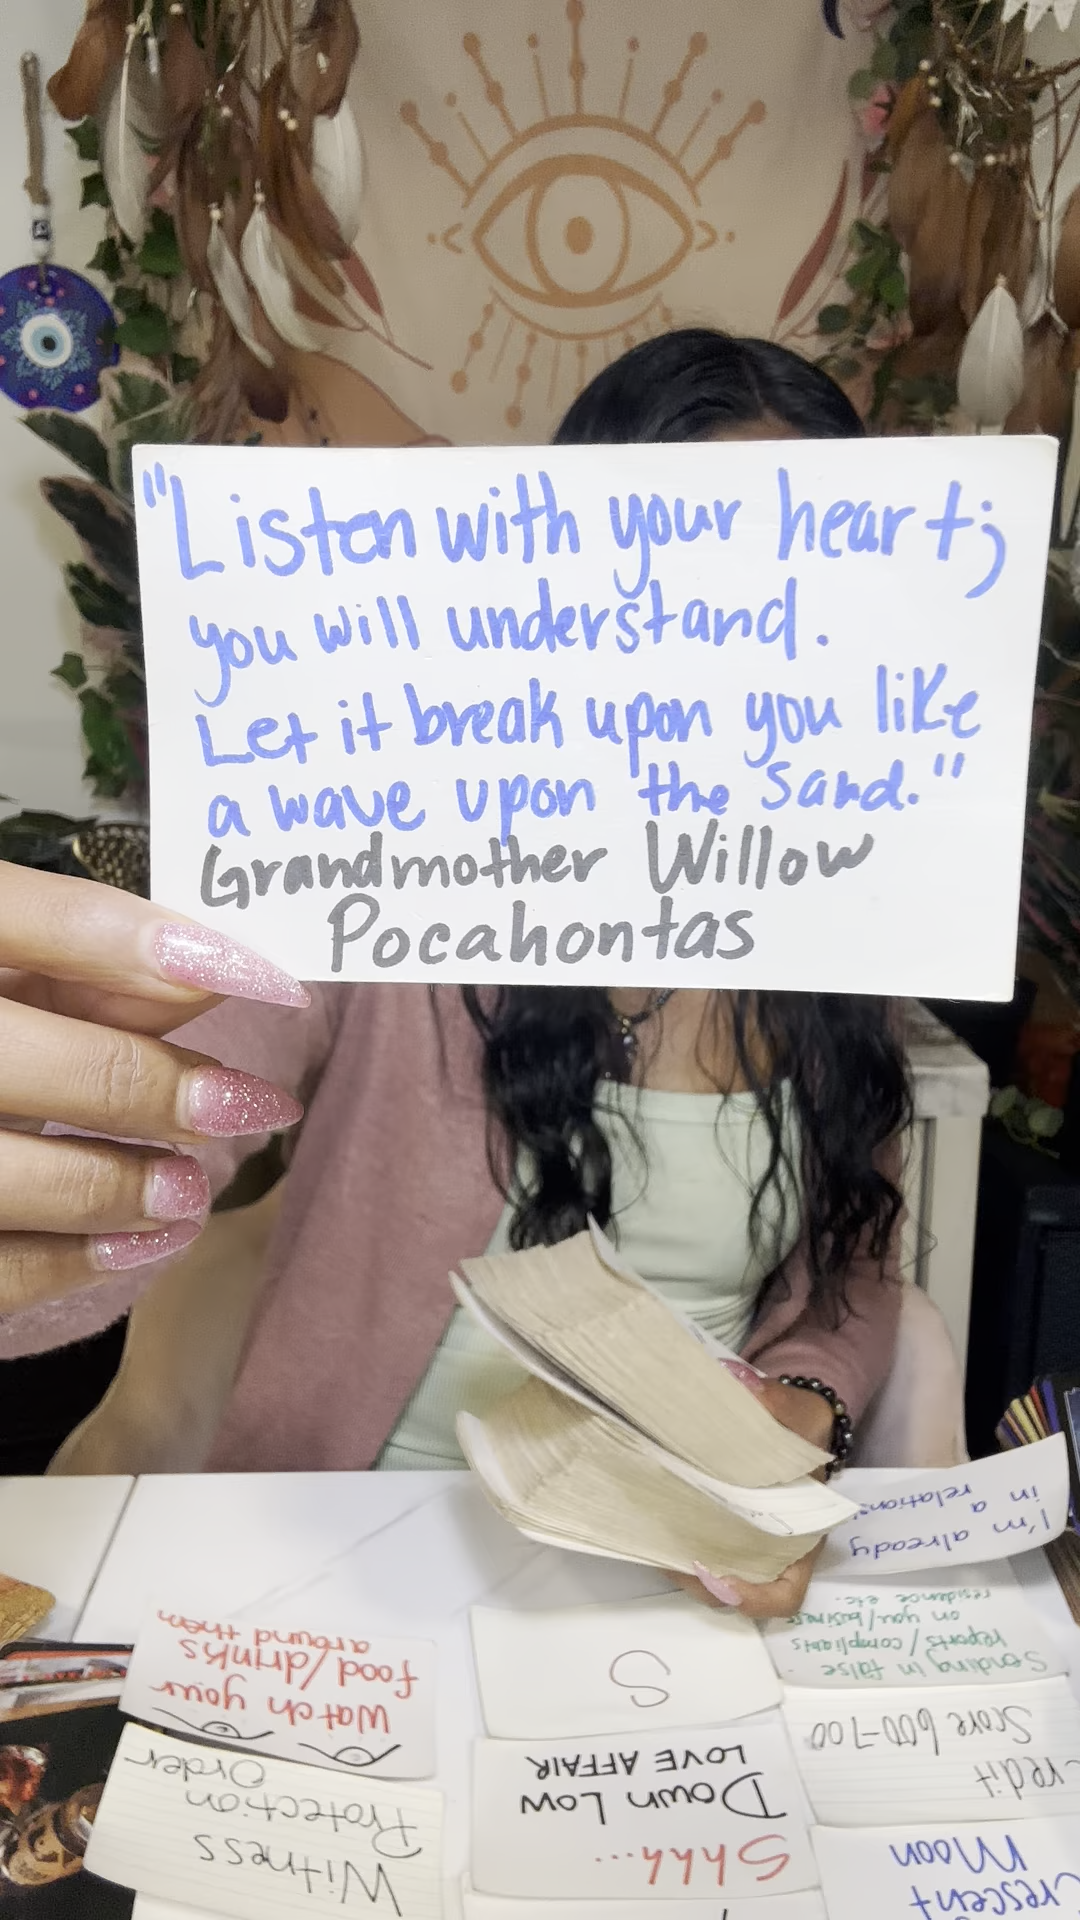 "Listen with your heart;
you will understand.
Let it break upon you like
a wave upon the sand."
Grandmother Willow
Pocahontas
I'm already
in a
Sending in false
reports/compliants
on you/business
residence etc.
Watch your
food/drinks
around them
S
Credit
Score 600-700
Witness
Protection
Order
Shhh...
Down Low
LOVE AFFAIR
Crescent
Moon